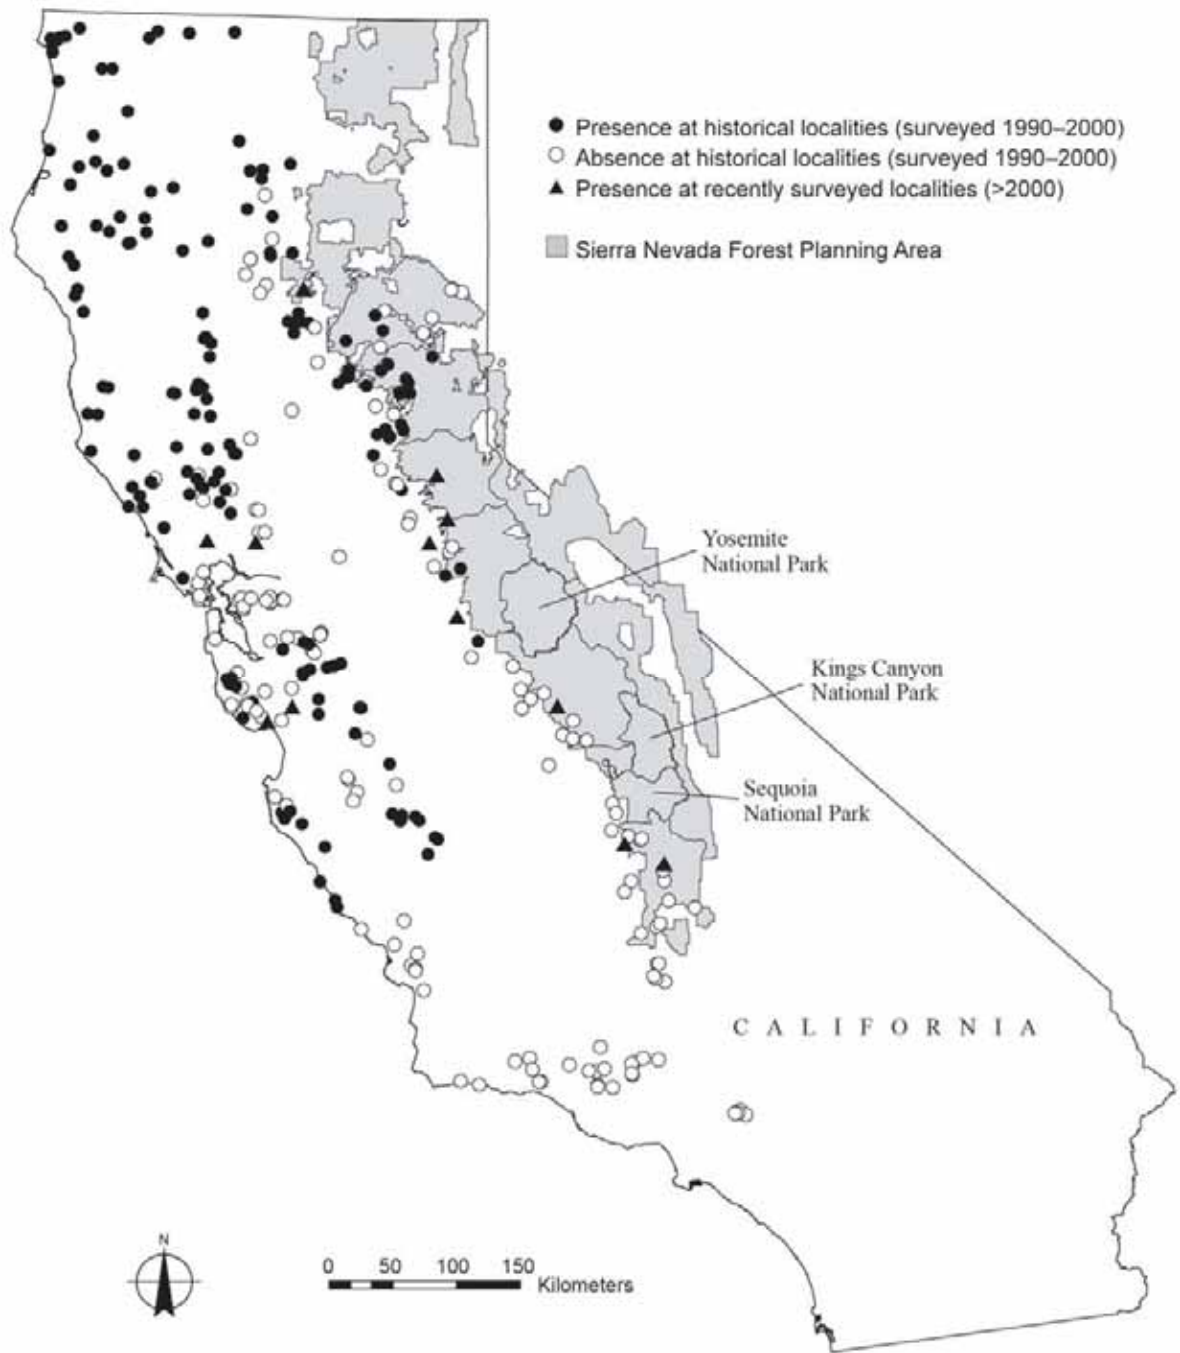 Presence at historical localities (surveyed 1990–2000)
Absence at historical localities (surveyed 1990–2000)
Presence at recently surveyed localities (>2000)
Sierra Nevada Forest Planning Area
Yosemite
National Park
Kings Canyon
National Park
Sequoia
National Park
CALIFORNIA
N
0 50 100 150
Kilometers